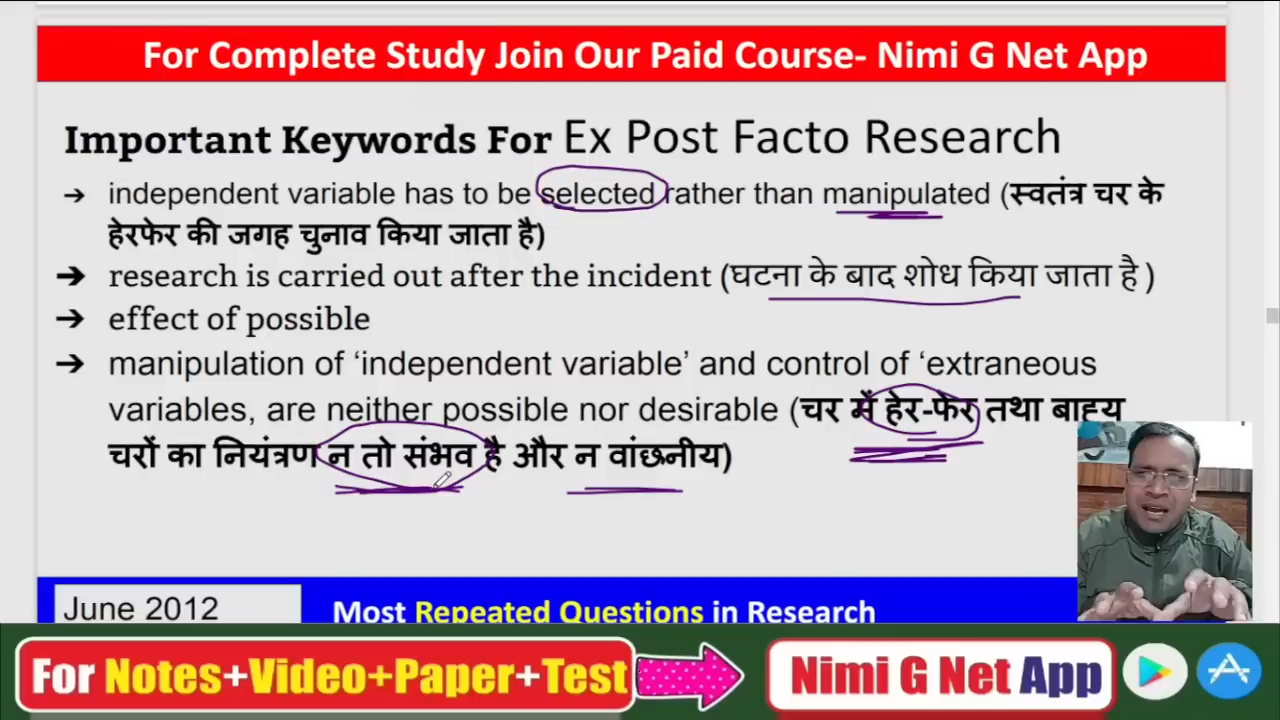 For Complete Study Join Our Paid Course- Nimi G Net App
Important Keywords For Ex Post Facto Research
→ independent variable has to be selected rather than manipulated (स्वतंत्र चर के
हेरफेर की जगह चुनाव किया जाता है)
→ research is carried out after the incident (घटना के बाद शोध किया जाता है )
→ effect of possible
→ manipulation of ‘independent variable’ and control of ‘extraneous
variables, are neither possible nor desirable (चर में हेर-फेर तथा बाह्य
चरों का नियंत्रण न तो संभव है और न वांछनीय)
June 2012
Most Repeated Questions in Research
For Notes+Video+Paper+Test
Nimi G Net App